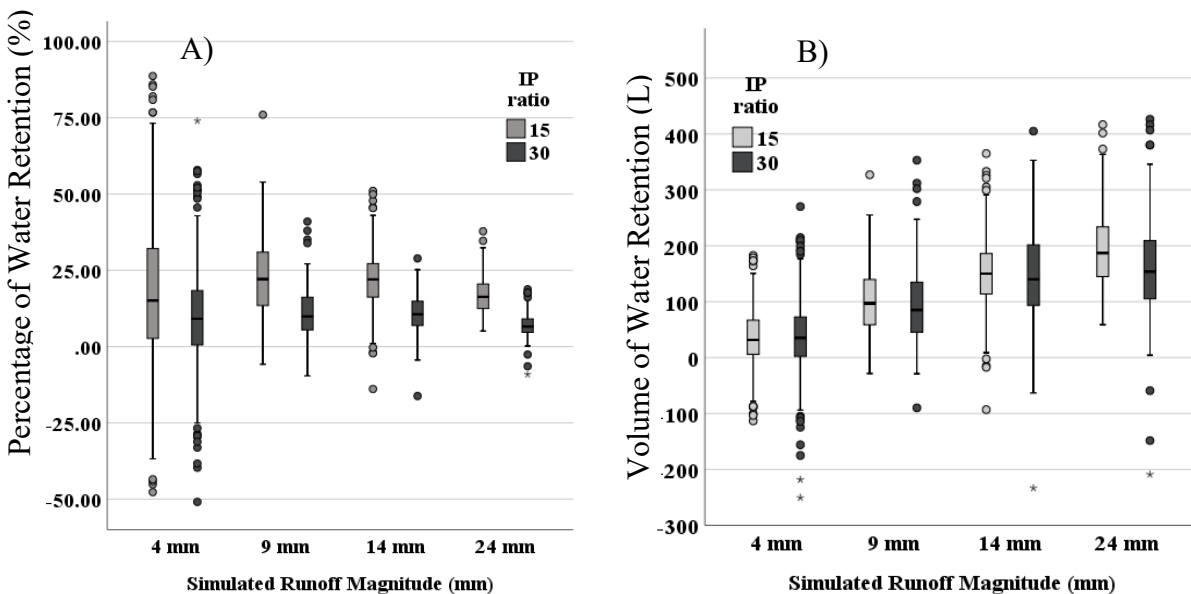 A)
Percentage of Water Retention (%)
100.00
75.00
50.00
25.00
.00
-25.00
-50.00
IP
ratio
15
30
4 mm 9 mm 14 mm 24 mm
Simulated Runoff Magnitude (mm)
B)
Volume of Water Retention (L)
500
400
300
200
100
0
-100
-200
-300
IP
ratio
15
30
4 mm 9 mm 14 mm 24 mm
Simulated Runoff Magnitude (mm)